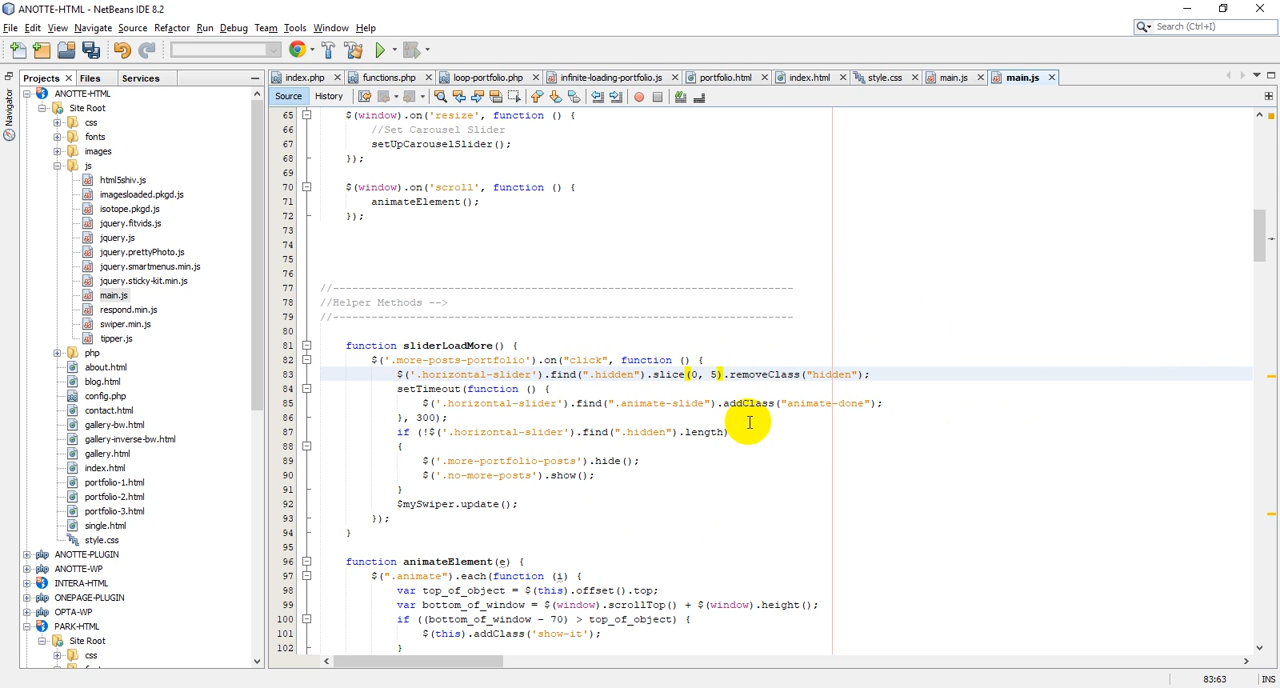 ANOTTE-HTML - NetBeans IDE 8.2
File Edit View Navigate Source Refactor Run Debug Team Tools Window Help
Search (Ctrl+I)
Projects Files Services
index.php functions.php loop-portfolio.php infinite-loading-portfolio.js portfolio.html index.html style.css main.js main.js
Source History
Navigator
ANOTTE-HTML
Site Root
css
fonts
images
js
html5shiv.js
imagesloaded.pkgd.js
isotope.pkgd.js
jquery.fitvids.js
jquery.js
jquery.prettyPhoto.js
jquery.smartmenus.min.js
jquery.sticky-kit.min.js
main.js
respond.min.js
swiper.min.js
tipper.js
php
about.html
blog.html
config.php
contact.html
gallery-bw.html
gallery-inverse-bw.html
gallery.html
index.html
portfolio-1.html
portfolio-2.html
portfolio-3.html
single.html
style.css
ANOTTE-PLUGIN
ANOTTE-WP
INTERA-HTML
ONEPAGE-PLUGIN
OPTA-WP
PARK-HTML
Site Root
css
65 $(window).on('resize', function () {
66 //Set Carousel Slider
67 setUpCarouselSlider();
68 });
69
70 $(window).on('scroll', function () {
71 animateElement();
72 });
73
74
75
76
77 //------------------------------------------------------------------------
78 //Helper Methods -->
79 //------------------------------------------------------------------------
80
81 function sliderLoadMore() {
82 $('.more-posts-portfolio').on("click", function () {
83 $('.horizontal-slider').find(".hidden").slice(0, 5).removeClass("hidden");
84 setTimeout(function () {
85 $('.horizontal-slider').find(".animate-slide").addClass("animate-done");
86 }, 300);
87 if (!$('.horizontal-slider').find(".hidden").length)
88 {
89 $('.more-portfolio-posts').hide();
90 $('.no-more-posts').show();
91 }
92 $mySwiper.update();
93 });
94 }
95
96 function animateElement(e) {
97 $(".animate").each(function (i) {
98 var top_of_object = $(this).offset().top;
99 var bottom_of_window = $(window).scrollTop() + $(window).height();
100 if ((bottom_of_window - 70) > top_of_object) {
101 $(this).addClass('show-it');
102 }
83:63 INS